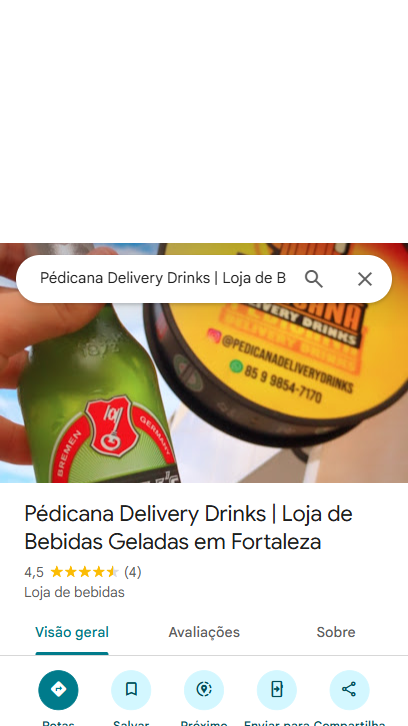 Pédicana Delivery Drinks | Loja de B
DELIVERY DRINKS
@PEDICANADELIVERYDRINKS
85 9 9854-7170
BREMEN
GERMANY
Pédicana Delivery Drinks | Loja de
Bebidas Geladas em Fortaleza
4,5 (4)
Loja de bebidas
Visão geral Avaliações Sobre
Rotas Salvar Próximo Enviar para Compartilha